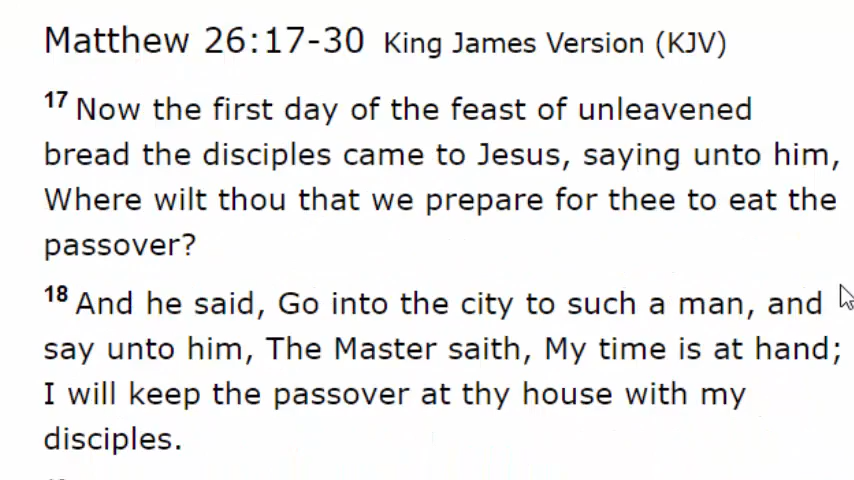 Matthew 26:17-30 King James Version (KJV)
17 Now the first day of the feast of unleavened
bread the disciples came to Jesus, saying unto him,
Where wilt thou that we prepare for thee to eat the
passover?
18 And he said, Go into the city to such a man, and
say unto him, The Master saith, My time is at hand;
I will keep the passover at thy house with my
disciples.